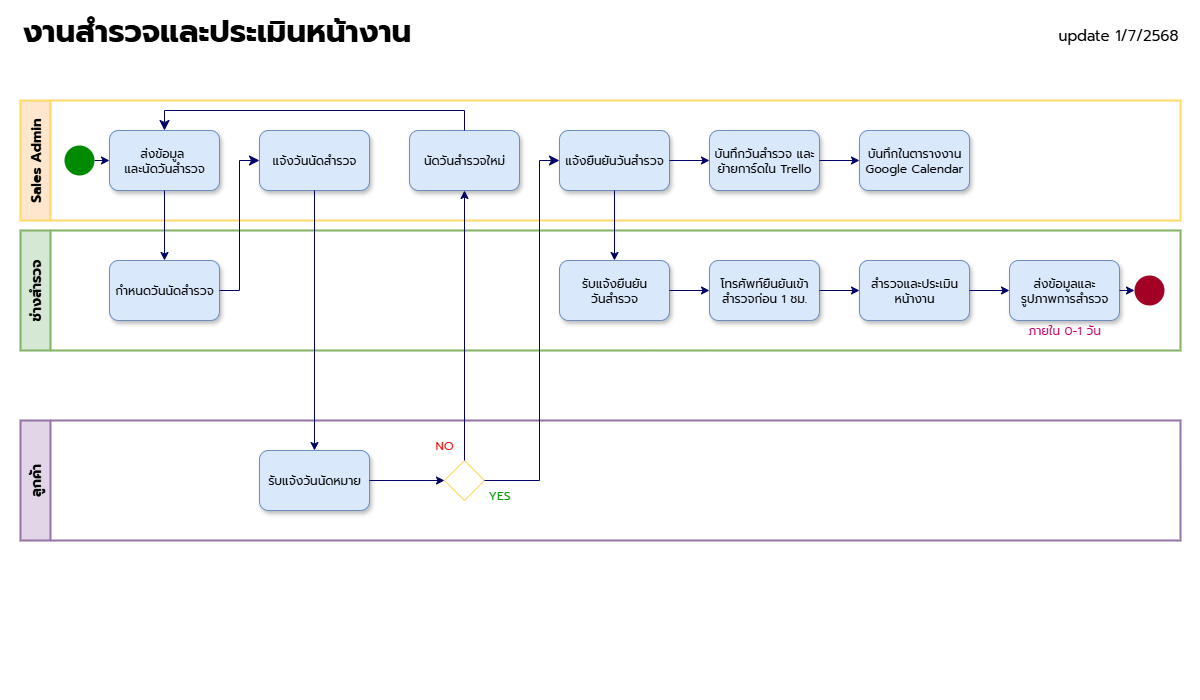 งานสำรวจและประเมินหน้างาน
update 1/7/2568
Sales Admin
ส่งข้อมูล
และนัดวันสำรวจ
แจ้งวันนัดสำรวจ
นัดวันสำรวจใหม่
แจ้งยืนยันวันสำรวจ
บันทึกวันสำรวจ และ
ย้ายการ์ดใน Trello
บันทึกในตารางงาน
Google Calendar
ช่างสำรวจ
กำหนดวันนัดสำรวจ
รับแจ้งยืนยัน
วันสำรวจ
โทรศัพท์ยืนยันเข้า
สำรวจก่อน 1 ชม.
สำรวจและประเมิน
หน้างาน
ส่งข้อมูลและ
รูปภาพการสำรวจ
ภายใน 0-1 วัน
ลูกค้า
รับแจ้งวันนัดหมาย
NO
YES